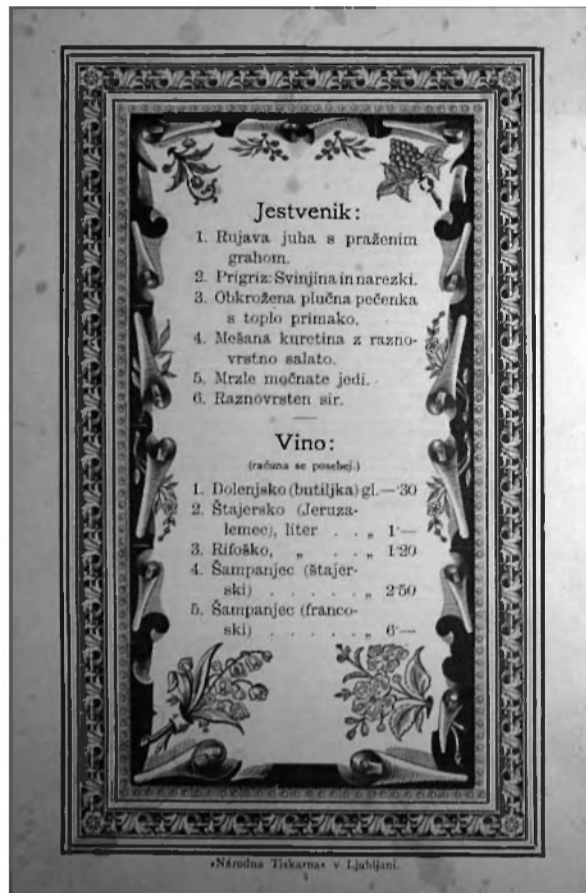 Jestvenik:
1. Rujava juha s praženim
grahom.
2. Prigriz: Svinjina in narezki.
3. Obkrožena plučna pečenka
s toplo primako.
4. Mešana kuretina z razno-
vrstno salato.
5. Mrzle močnate jedi.
6. Raznovrsten sir.
Vino:
(računa se posebej.)
1. Dolenjsko (butiljka) gl. —·30
2. Štajersko (Jeruza-
lemec), liter . . „ 1·—
3. Rifoško, „ . . „ 1·20
4. Šampanjec (štajer-
ski) . . . . . „ 2·50
5. Šampanjec (franco-
ski) . . . . . „ 6·—
»Národna Tiskarna« v Ljubljani.